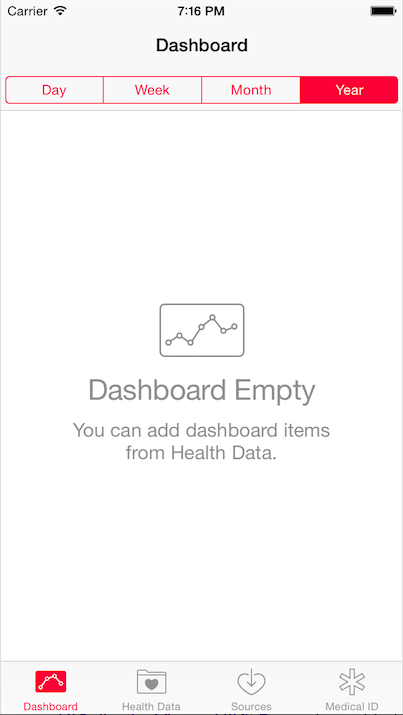 Carrier 7:16 PM
Dashboard
Day Week Month Year
Dashboard Empty
You can add dashboard items
from Health Data.
Dashboard Health Data Sources Medical ID